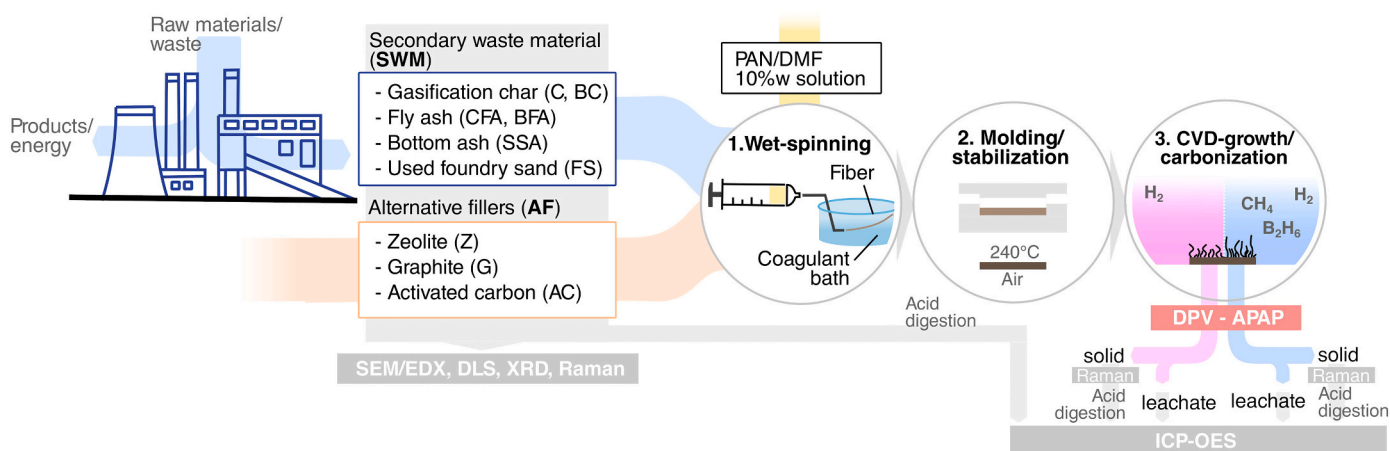 Raw materials/
waste
Products/
energy
Secondary waste material
(SWM)
- Gasification char (C, BC)
- Fly ash (CFA, BFA)
- Bottom ash (SSA)
- Used foundry sand (FS)
Alternative fillers (AF)
- Zeolite (Z)
- Graphite (G)
- Activated carbon (AC)
SEM/EDX, DLS, XRD, Raman
PAN/DMF
10%w solution
1.Wet-spinning
Fiber
Coagulant
bath
2. Molding/
stabilization
240°C
Air
3. CVD-growth/
carbonization
H2
CH4
H2
B2H6
Acid
digestion
DPV - APAP
solid
Raman
Acid
digestion
leachate
leachate
solid
Raman
Acid
digestion
ICP-OES